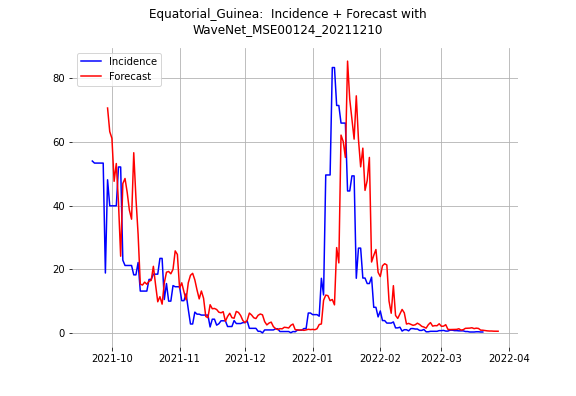 Equatorial_Guinea:  Incidence + Forecast with
WaveNet_MSE00124_20211210
Incidence
Forecast
80
60
40
20
0
2021-10 2021-11 2021-12 2022-01 2022-02 2022-03 2022-04